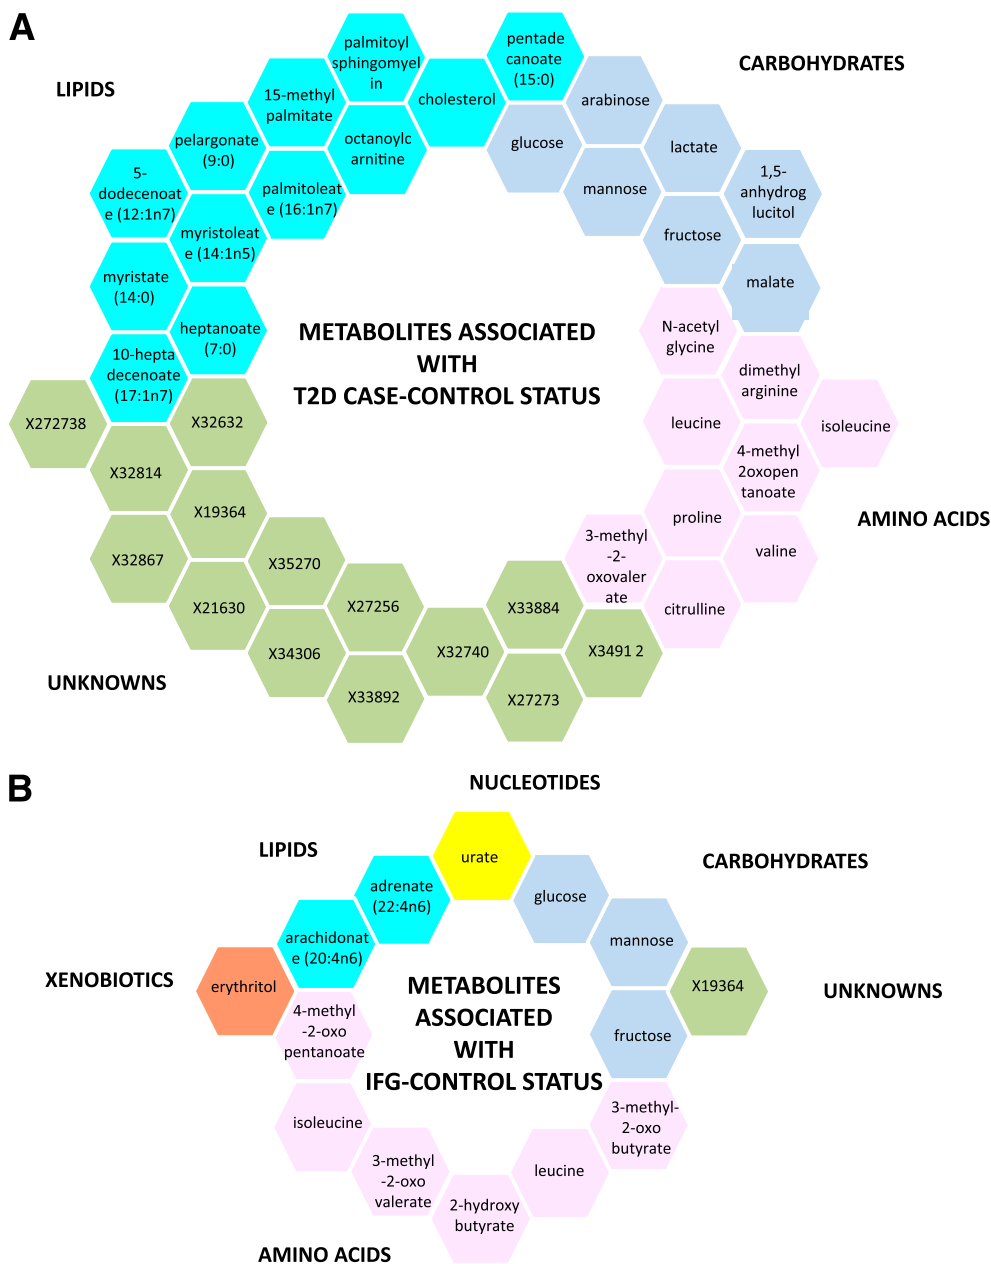 A
LIPIDS
CARBOHYDRATES
palmitoyl
sphingomyel
in
pentade
canoate
(15:0)
15-methyl
palmitate
cholesterol
arabinose
pelargonate
(9:0)
octanoylc
arnitine
glucose
lactate
5-
dodecenoat
e (12:1n7)
palmitoleat
e (16:1n7)
mannose
1,5-
anhydrog
lucitol
myristoleat
e (14:1n5)
fructose
myristate
(14:0)
malate
heptanoate
(7:0)
N-acetyl
glycine
METABOLITES ASSOCIATED
WITH
T2D CASE-CONTROL STATUS
10-hepta
decenoate
(17:1n7)
dimethyl
arginine
X272738
X32632
leucine
isoleucine
X32814
4-methyl
2oxopen
tanoate
X19364
proline
AMINO ACIDS
X32867
X35270
3-methyl
-2-
oxovaler
ate
valine
X21630
X27256
X33884
citrulline
X34306
X32740
X3491 2
UNKNOWNS
X33892
X27273
B
NUCLEOTIDES
LIPIDS
urate
CARBOHYDRATES
adrenate
(22:4n6)
glucose
arachidonat
e (20:4n6)
mannose
XENOBIOTICS
erythritol
METABOLITES
ASSOCIATED
WITH
IFG-CONTROL STATUS
X19364
UNKNOWNS
4-methyl
-2-oxo
pentanoate
fructose
isoleucine
3-methyl-
2-oxo
butyrate
3-methyl
-2-oxo
valerate
leucine
2-hydroxy
butyrate
AMINO ACIDS